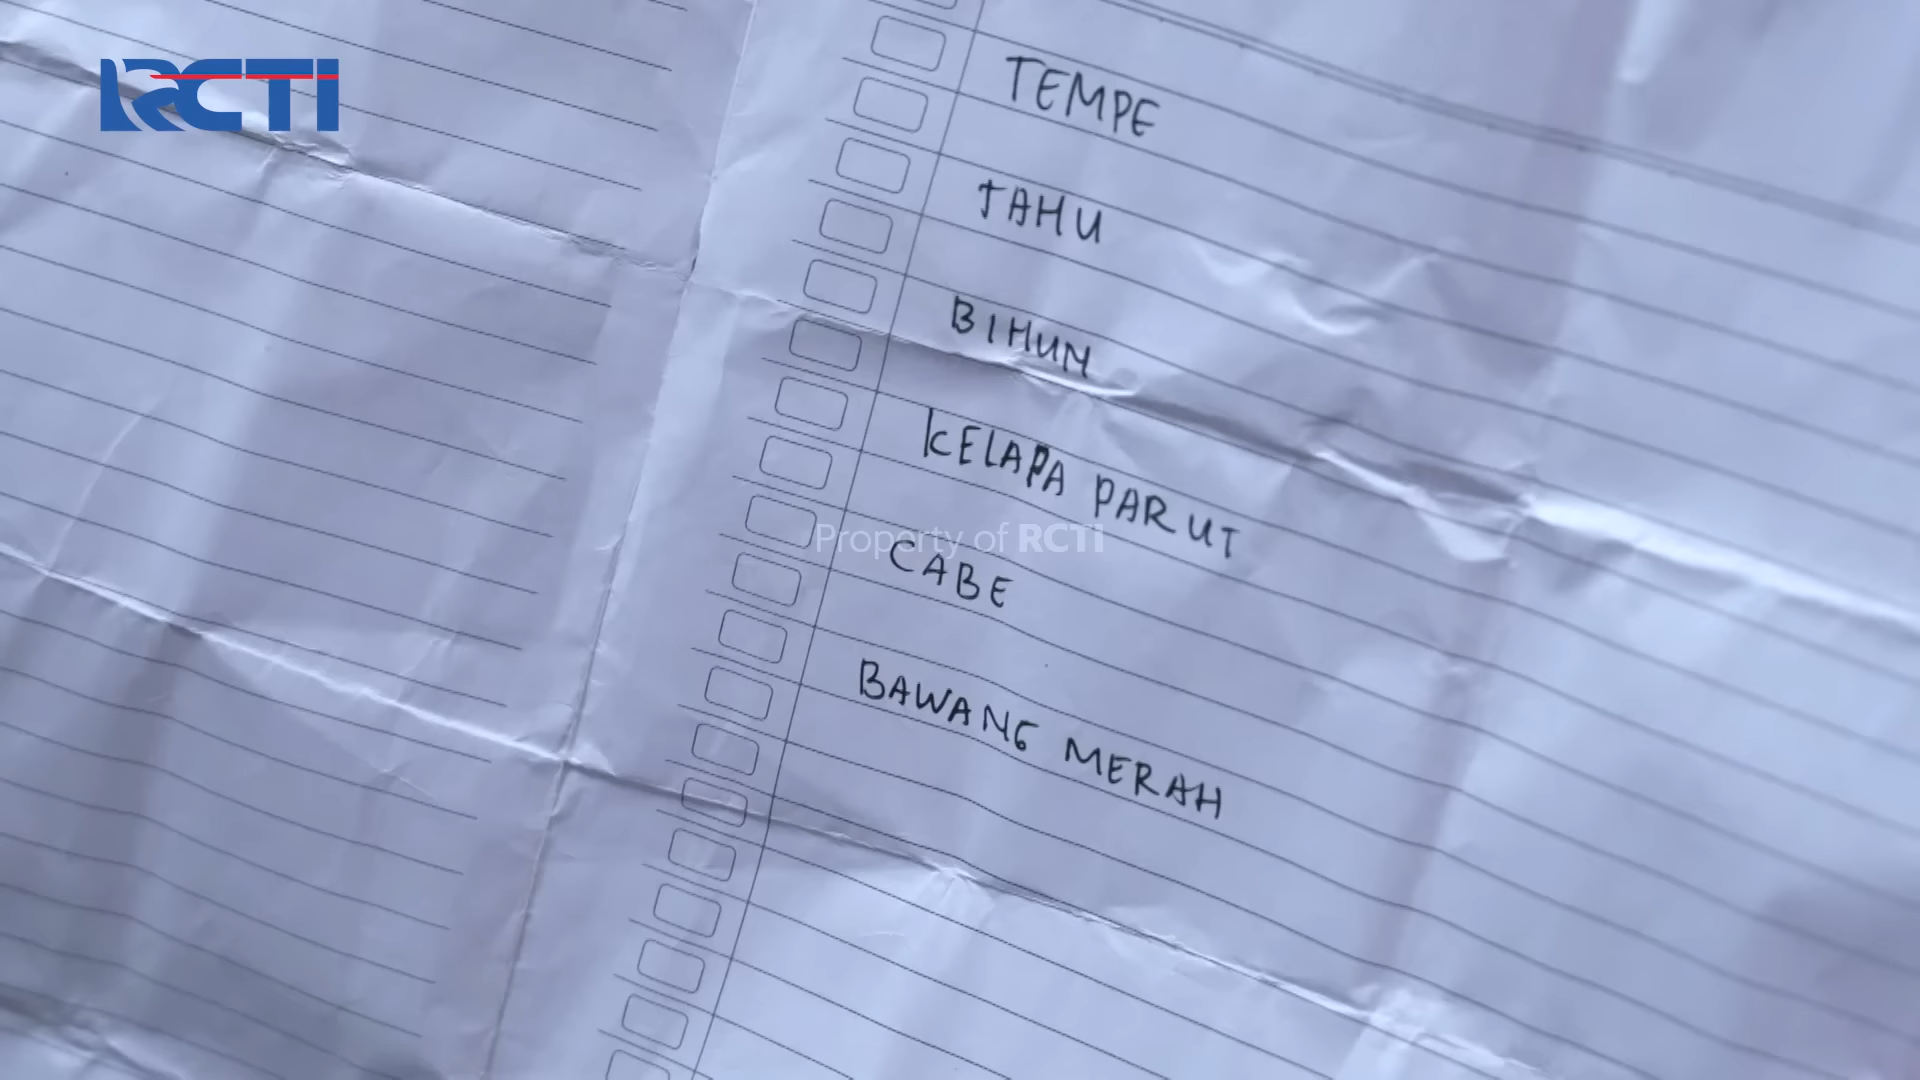 RCTI
TEMPE
TAHU
BIHUN
KELAPA PARUT
Property of RCTI
CABE
BAWANG MERAH